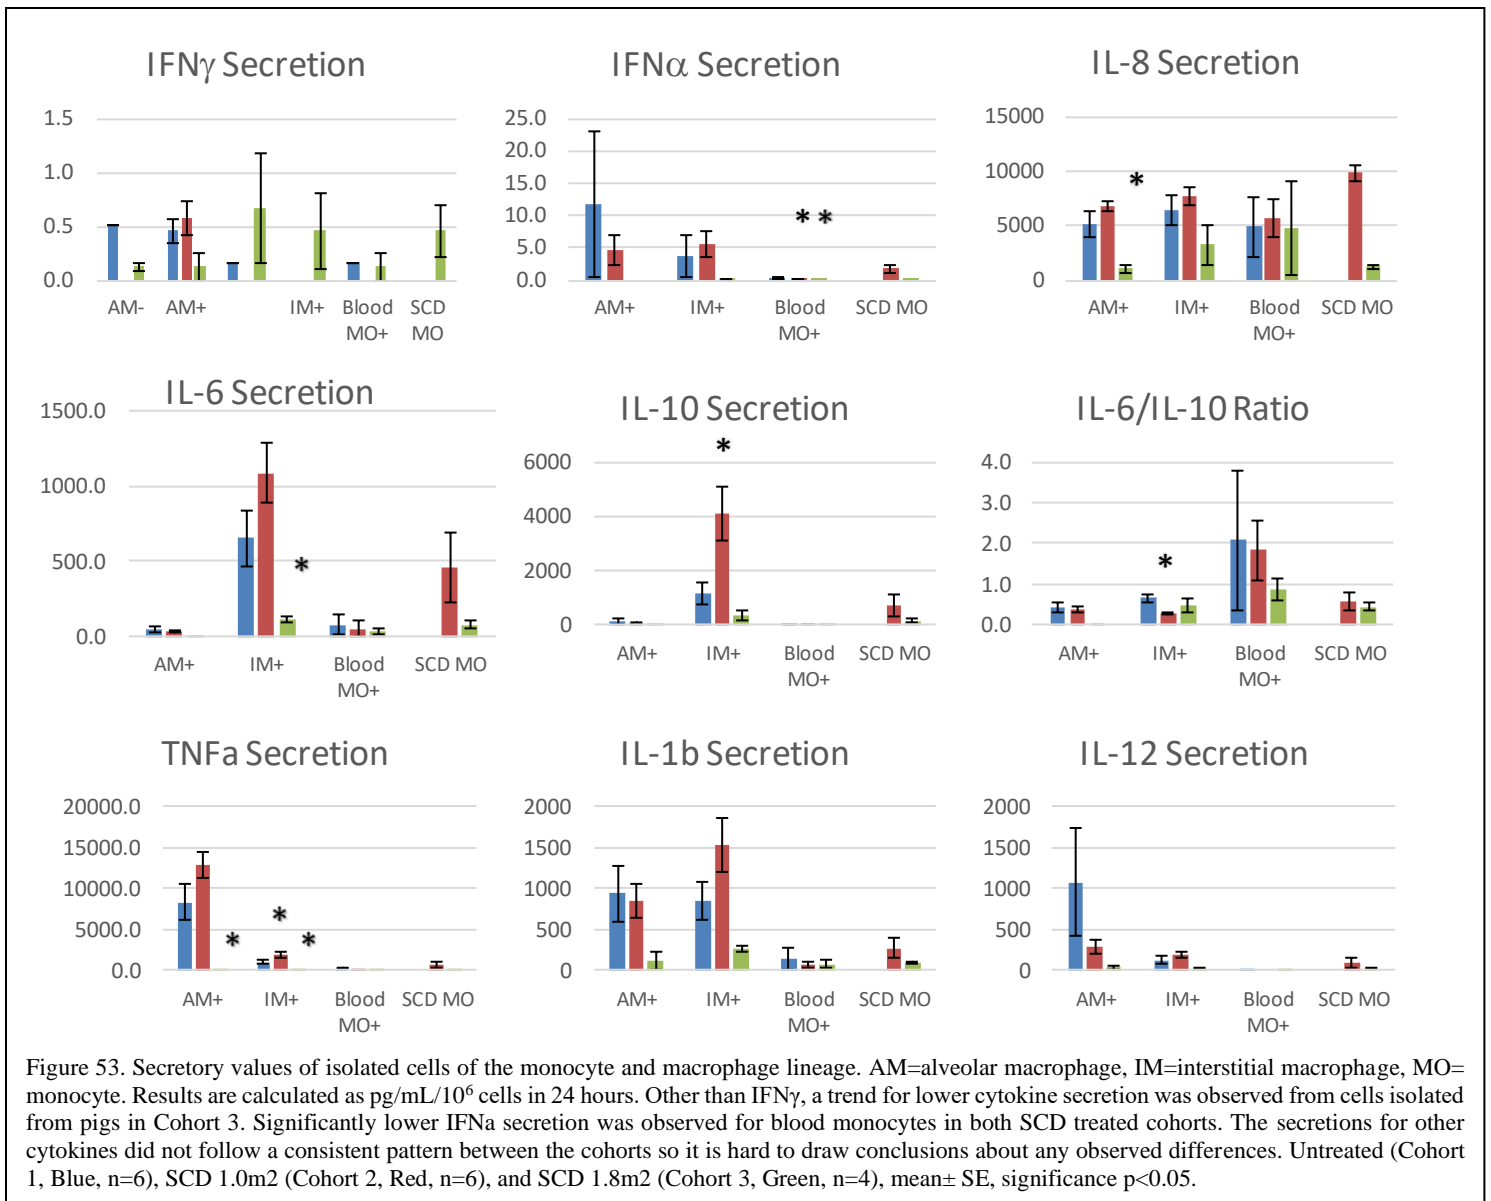 IFNγ Secretion
1.5
1.0
0.5
0.0
AM-
AM+
IM+
Blood
MO+
SCD
MO
IFNα Secretion
25.0
20.0
15.0
10.0
5.0
0.0
* *
AM+
IM+
Blood
MO+
SCD MO
IL-8 Secretion
15000
10000
5000
0
*
AM+
IM+
Blood
MO+
SCD MO
IL-6 Secretion
1500.0
1000.0
500.0
0.0
*
AM+
IM+
Blood
MO+
SCD MO
IL-10 Secretion
6000
4000
2000
0
*
AM+
IM+
Blood
MO+
SCD MO
IL-6/IL-10 Ratio
4.0
3.0
2.0
1.0
0.0
*
AM+
IM+
Blood
MO+
SCD MO
TNFa Secretion
20000.0
15000.0
10000.0
5000.0
0.0
*
*
*
AM+
IM+
Blood
MO+
SCD MO
IL-1b Secretion
2000
1500
1000
500
0
AM+
IM+
Blood
MO+
SCD MO
IL-12 Secretion
2000
1500
1000
500
0
AM+
IM+
Blood
MO+
SCD MO
Figure 53. Secretory values of isolated cells of the monocyte and macrophage lineage. AM=alveolar macrophage, IM=interstitial macrophage, MO=
monocyte. Results are calculated as pg/mL/10⁶ cells in 24 hours. Other than IFNγ, a trend for lower cytokine secretion was observed from cells isolated
from pigs in Cohort 3. Significantly lower IFNa secretion was observed for blood monocytes in both SCD treated cohorts. The secretions for other
cytokines did not follow a consistent pattern between the cohorts so it is hard to draw conclusions about any observed differences. Untreated (Cohort
1, Blue, n=6), SCD 1.0m2 (Cohort 2, Red, n=6), and SCD 1.8m2 (Cohort 3, Green, n=4), mean± SE, significance p<0.05.